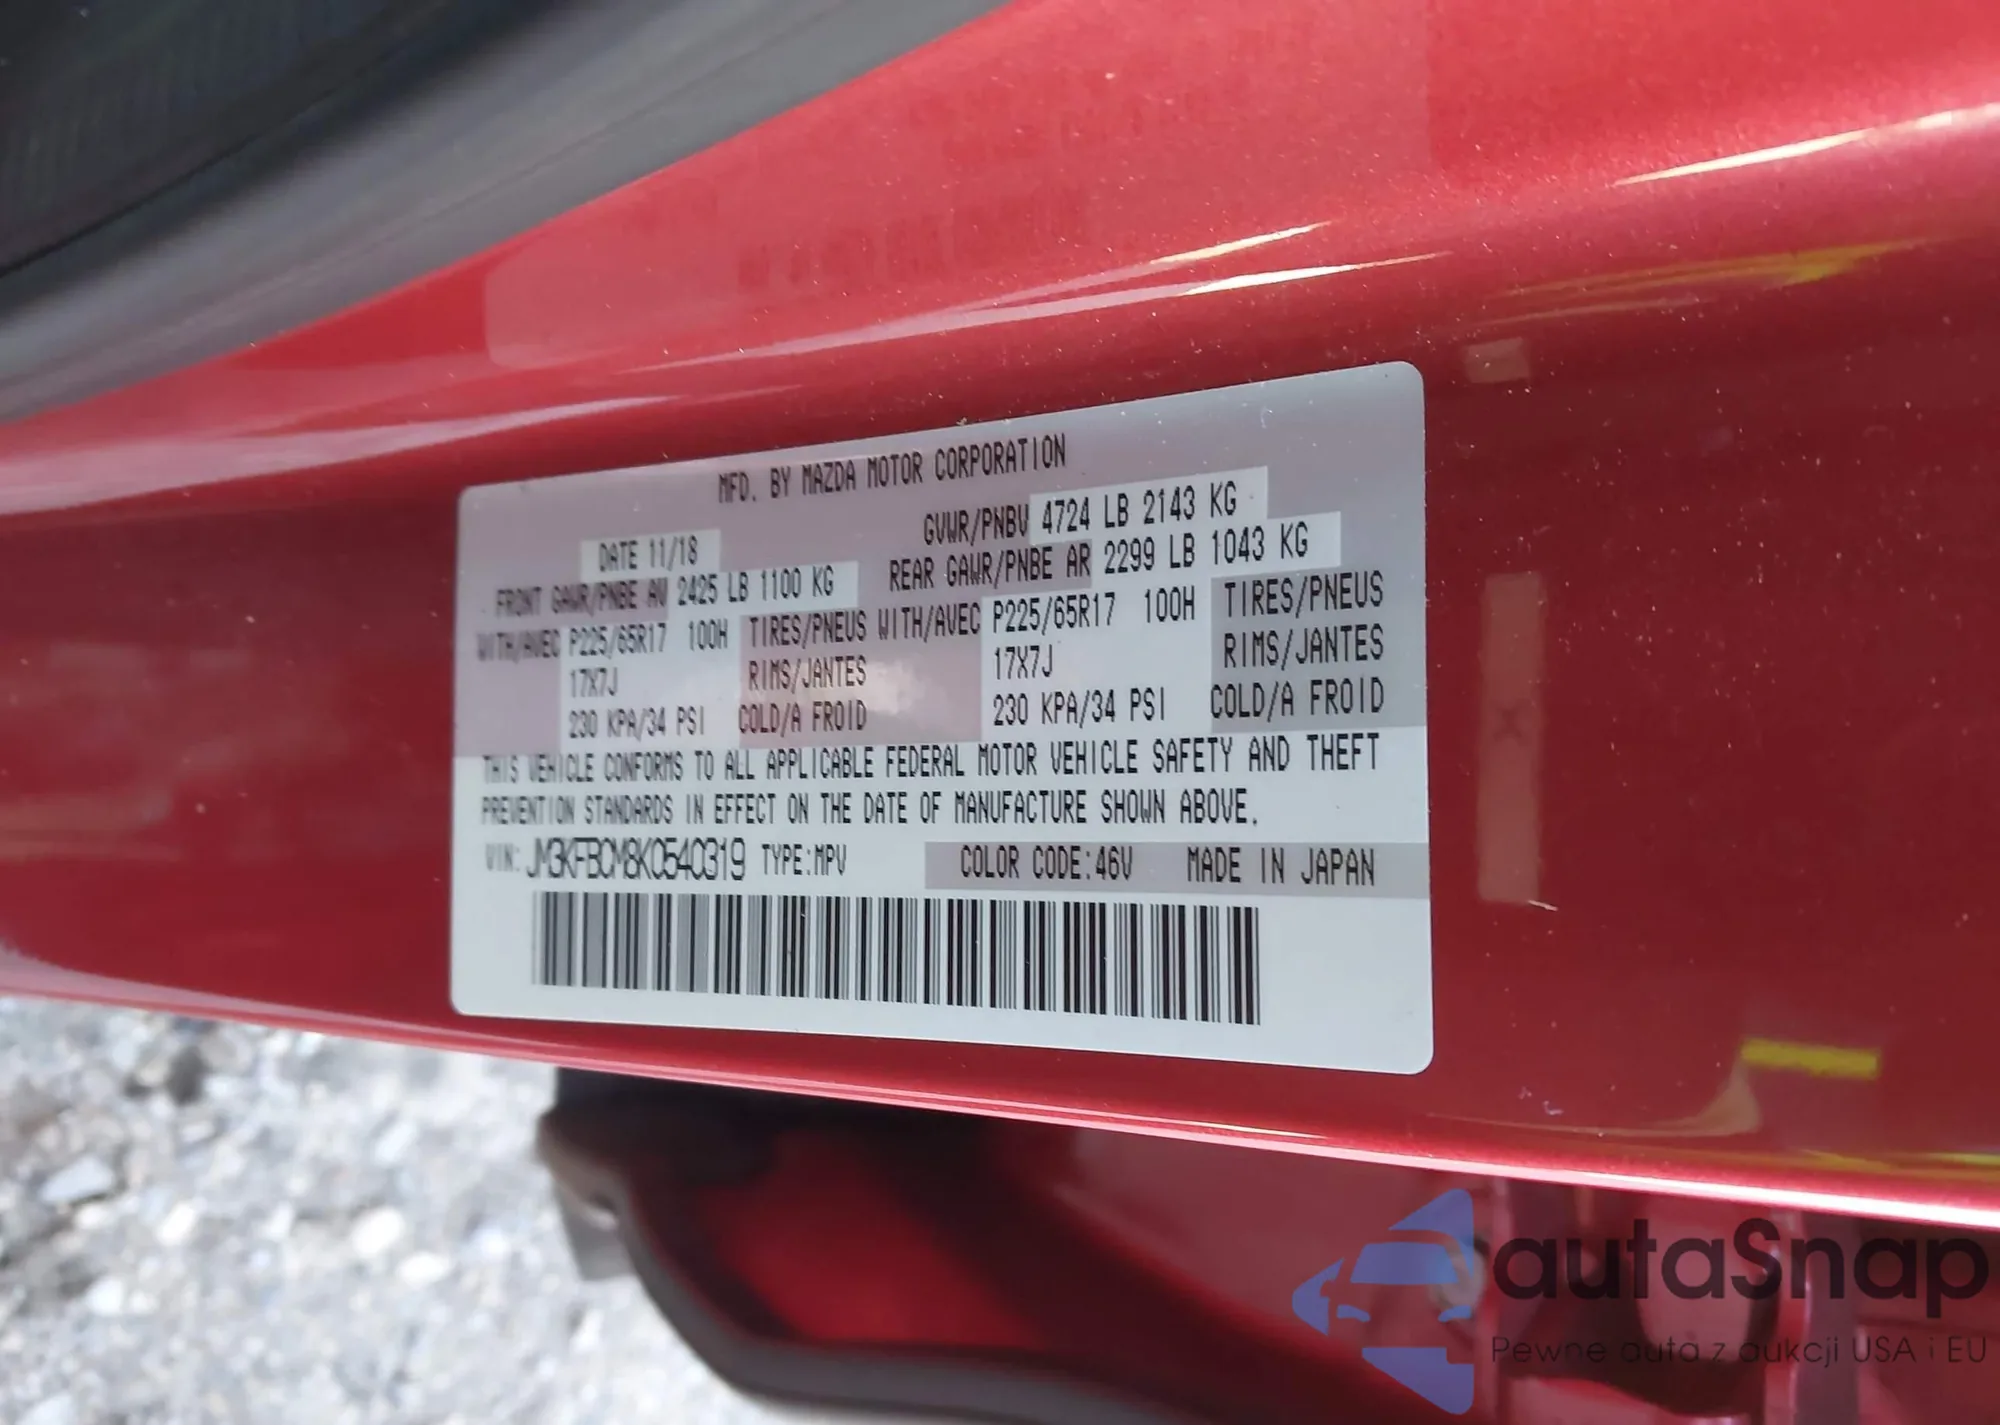 MFD. BY MAZDA MOTOR CORPORATION
DATE 11/18 GVWR/PNBV 4724 LB 2143 KG
FRONT GAWR/PNBE AV 2425 LB 1100 KG REAR GAWR/PNBE AR 2299 LB 1043 KG
WITH/AVEC P225/65R17 100H TIRES/PNEUS WITH/AVEC P225/65R17 100H TIRES/PNEUS
17X7J RIMS/JANTES 17X7J RIMS/JANTES
230 KPA/34 PSI COLD/A FROID 230 KPA/34 PSI COLD/A FROID
THIS VEHICLE CONFORMS TO ALL APPLICABLE FEDERAL MOTOR VEHICLE SAFETY AND THEFT
PREVENTION STANDARDS IN EFFECT ON THE DATE OF MANUFACTURE SHOWN ABOVE.
VIN: JM3KFBCM8K0540319 TYPE:MPV COLOR CODE:46V MADE IN JAPAN
autaSnap
Pewne auta z aukcji USA i EU